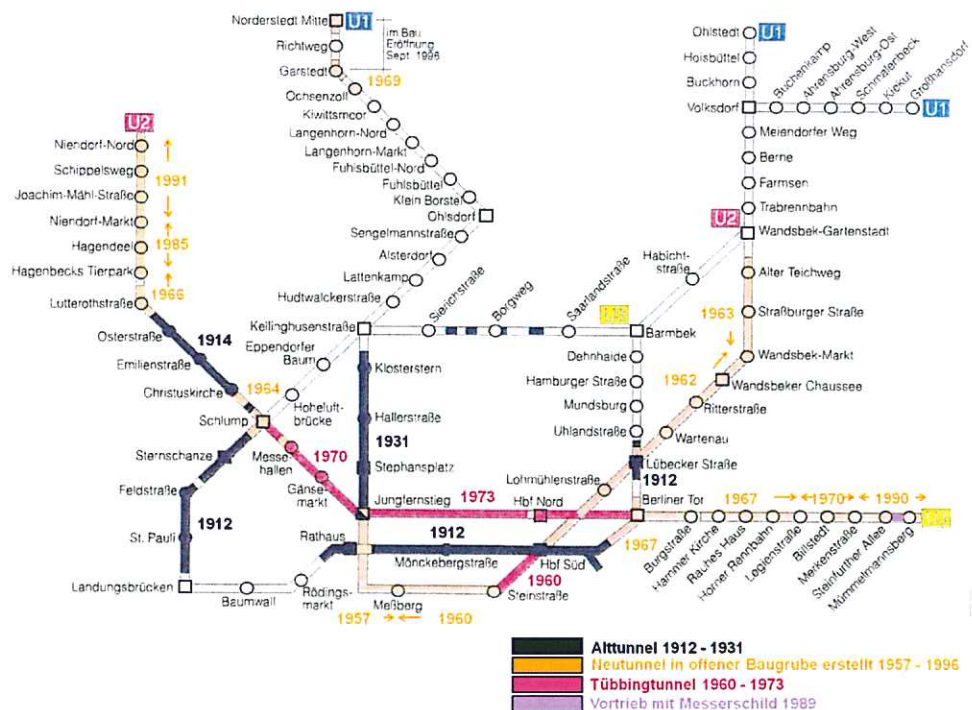 Norderstedt Mitte
U1
Richtweg
im Bau
Eröffnung
Sept. 1996
Garstedt
1969
Ochsenzoll
Kiwittsmoor
Langenhorn-Nord
Langenhorn-Markt
Fuhlsbüttel-Nord
Fuhlsbüttel
Klein Borstel
Ohlsdorf
Sengelmannstraße
Alsterdorf
Lattenkamp
Hudtwalckerstraße
Kellinghusenstraße
Ohlstedt
U1
Hoisbüttel
Buckhorn
Volksdorf
Buchenkamp
Ahrensburg-West
Ahrensburg-Ost
Schmalenbeck
Kiekut
Großhansdorf
U1
Meiendorfer Weg
Berne
Farmsen
Trabrennbahn
U2
Wandsbek-Gartenstadt
Habicht-
straße
Alter Teichweg
1963
Straßburger Straße
Wandsbek-Markt
1962
Wandsbeker Chaussee
Ritterstraße
Wartenau
U2
Niendorf-Nord
Schippelsweg
1991
Joachim-Mähl-Straße
Niendorf-Markt
Hagendeel
1985
Hagenbecks Tierpark
1966
Lutterothstraße
Osterstraße
1914
Emilienstraße
Christuskirche
1964
Schlump
Eppendorfer
Baum
Hoheluft-
brücke
Sierichstraße
Borgweg
Saarlandstraße
Barmbek
Dehnhaide
Hamburger Straße
Mundsburg
Uhlandstraße
Lübecker Straße
1912
Lohmühlenstraße
Berliner Tor
Klosterstern
Hallerstraße
1931
Stephansplatz
Messe-
hallen
1970
Gänse-
markt
Jungfernstieg
1973
Hbf Nord
Sternschanze
Feldstraße
1912
St. Pauli
Landungsbrücken
Baumwall
Rödings-
markt
Rathaus
1912
Mönckebergstraße
Hbf Süd
1967
1960
Steinstraße
Meßberg
1957
1960
1967
1970
1990
Burgstraße
Hammer Kirche
Rauhes Haus
Horner Rennbahn
Legienstraße
Billstedt
Merkenstraße
Steinfurther Allee
Mümmelmannsberg
Alttunnel 1912 - 1931
Neutunnel in offener Baugrube erstellt 1957 - 1996
Tübbingtunnel 1960 - 1973
Vortrieb mit Messerschild 1989